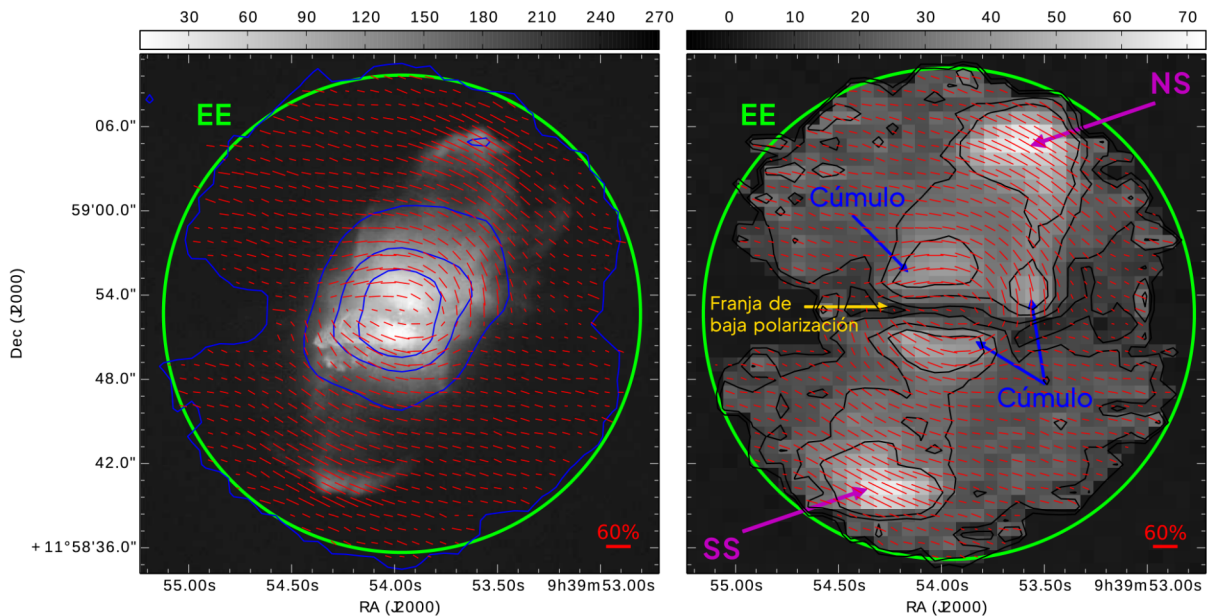 30 60 90 120 150 180 210 240 270
0 10 20 30 40 50 60 70
EE
EE
NS
06.0"
Cúmulo
59'00.0"
Dec (J2000)
54.0"
Franja de
baja polarización
48.0"
Cúmulo
42.0"
60%
SS
60%
+11°58'36.0"
55.00s 54.50s 54.00s 53.50s 9h39m53.00s
55.00s 54.50s 54.00s 53.50s 9h39m53.00s
RA (J2000)
RA (J2000)